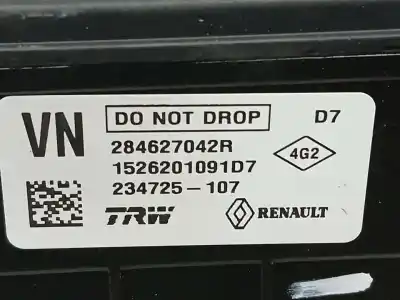 VN
DO NOT DROP
D7
284627042R
4G2
1526201091D7
234725-107
TRW
RENAULT